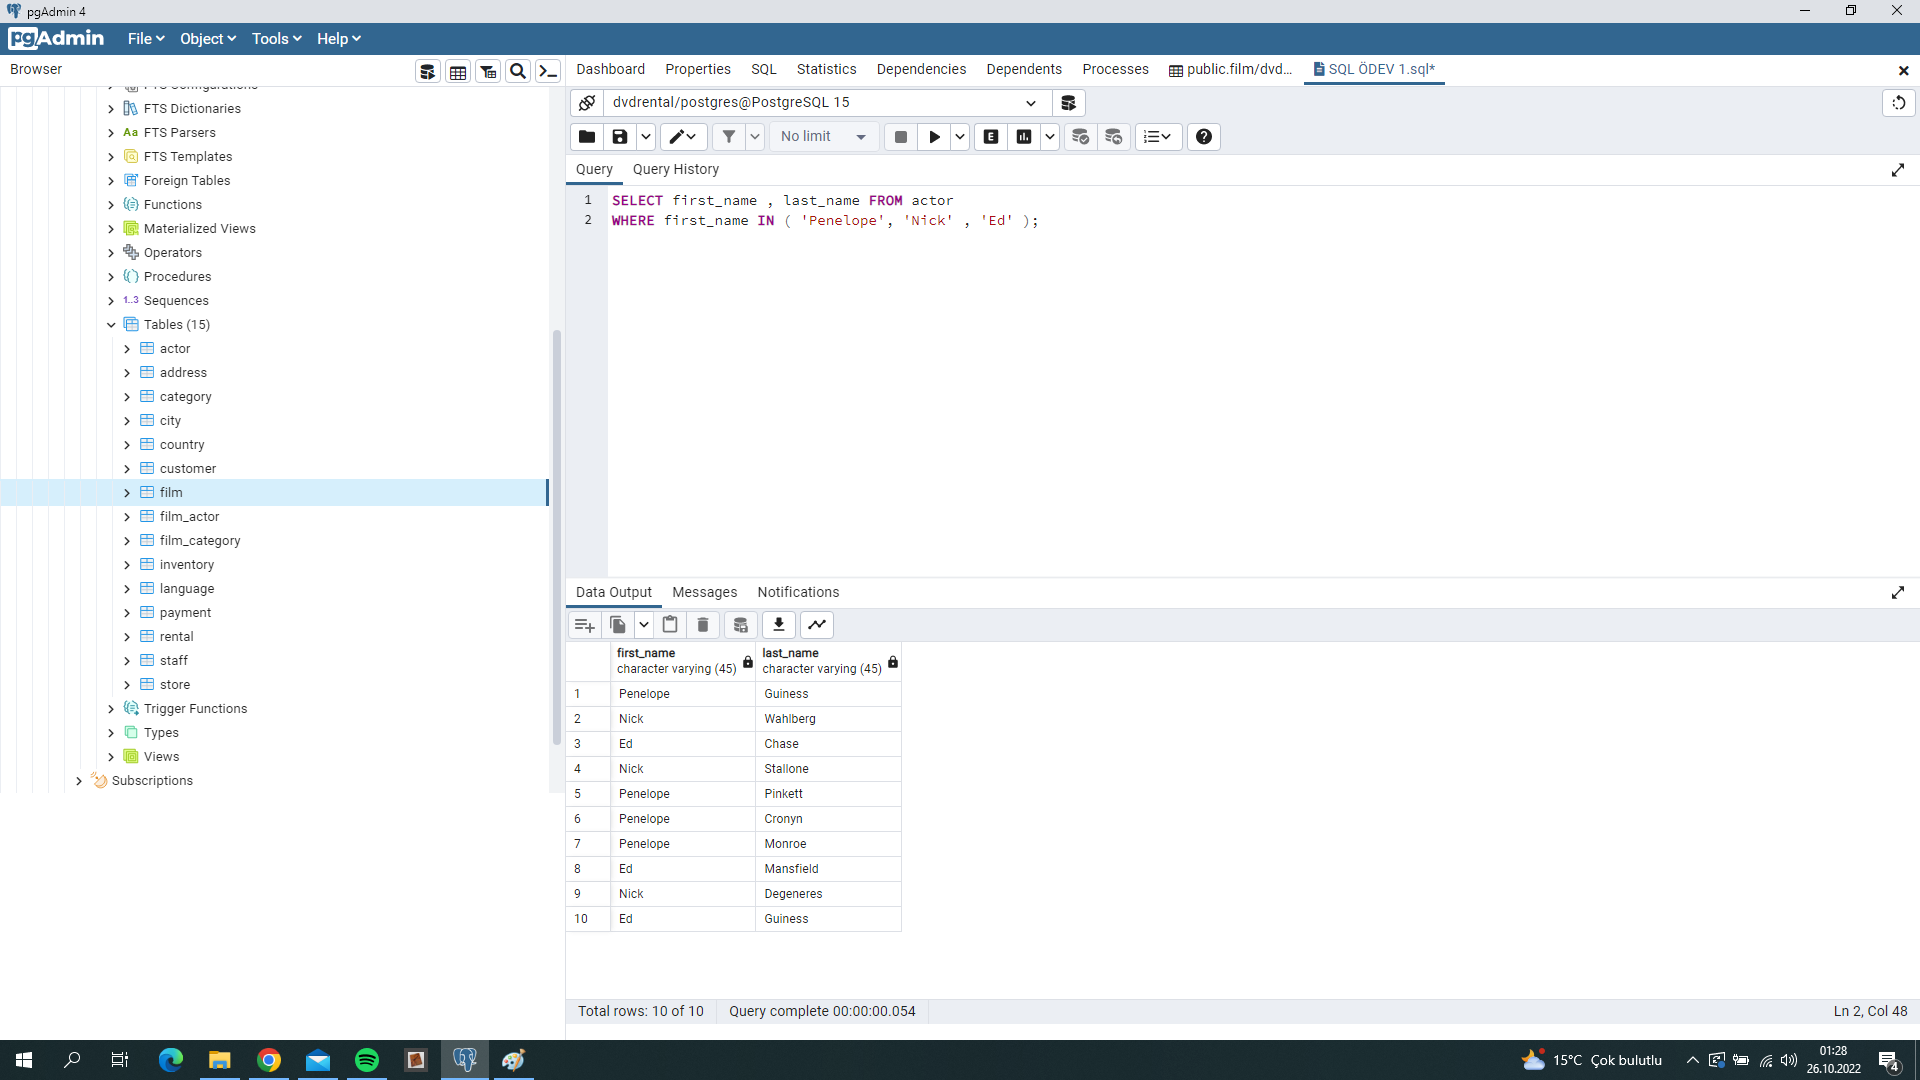 pgAdmin 4
pgAdmin File Object Tools Help
Browser
Dashboard Properties SQL Statistics Dependencies Dependents Processes public.film/dvd... SQL ÖDEV 1.sql*
FTS Configurations
FTS Dictionaries
Aa FTS Parsers
FTS Templates
Foreign Tables
Functions
Materialized Views
Operators
Procedures
1..3 Sequences
Tables (15)
actor
address
category
city
country
customer
film
film_actor
film_category
inventory
language
payment
rental
staff
store
Trigger Functions
Types
Views
Subscriptions
dvdrental/postgres@PostgreSQL 15
No limit
E
Query Query History
1 SELECT first_name , last_name FROM actor
2 WHERE first_name IN ( 'Penelope', 'Nick' , 'Ed' );
Data Output Messages Notifications
first_name last_name
character varying (45) character varying (45)
1 Penelope Guiness
2 Nick Wahlberg
3 Ed Chase
4 Nick Stallone
5 Penelope Pinkett
6 Penelope Cronyn
7 Penelope Monroe
8 Ed Mansfield
9 Nick Degeneres
10 Ed Guiness
Total rows: 10 of 10 Query complete 00:00:00.054 Ln 2, Col 48
15°C Çok bulutlu
01:28
26.10.2022
4